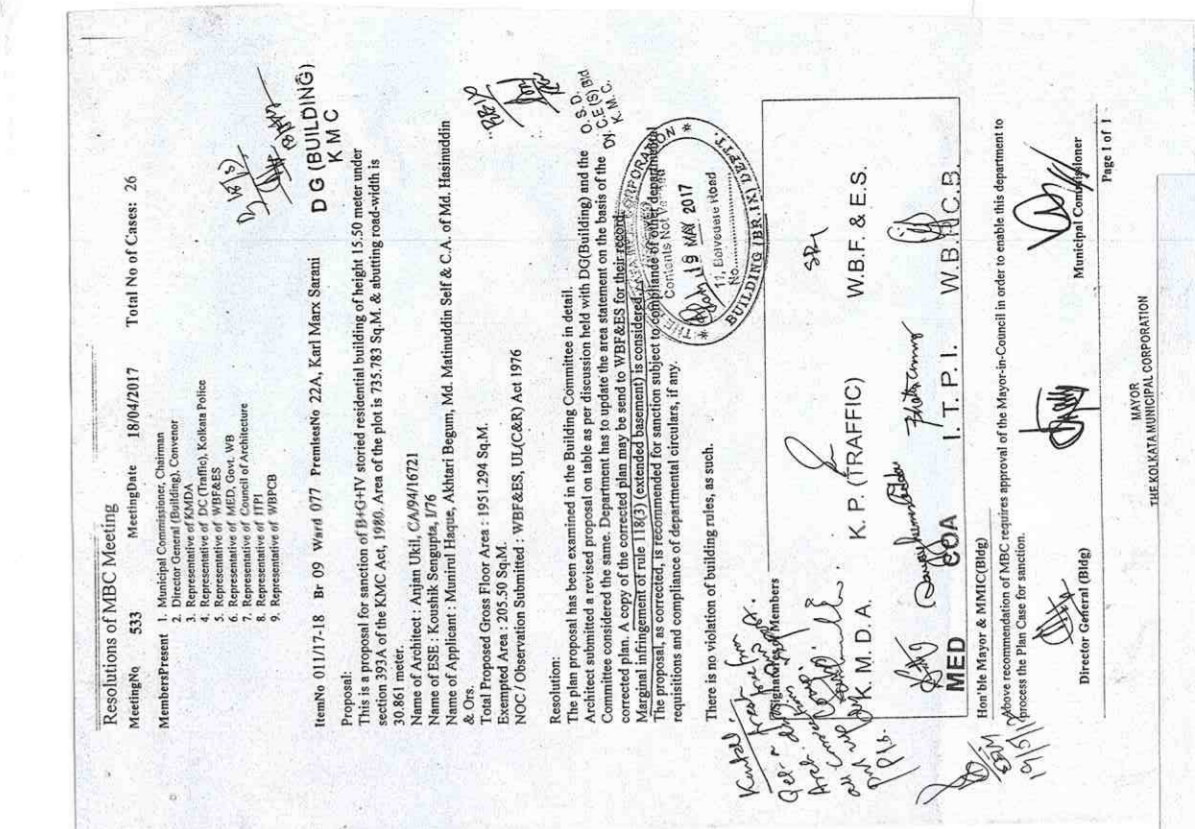 Resolutions of MBC Meeting
MeetingNo 533 MeetingDate 18/04/2017 Total No of Cases: 26
MembersPresent 1. Municipal Commissioner, Chairman
2. Director General (Building), Convenor
3. Representative of KMDA
4. Representative of DC (Traffic), Kolkata Police
5. Representative of WBF&ES
6. Representative of MED, Govt. WB
7. Representative of Council of Architecture
8. Representative of ITPI
9. Representative of WBPCB
D G (BUILDING)
K M C
ItemNo 011/17-18 Br 09 Ward 077 PremisesNo 22A, Karl Marx Sarani
Proposal:
This is a proposal for sanction of B+G+IV storied residential building of height 15.50 meter under
section 393A of the KMC Act, 1980. Area of the plot is 735.783 Sq.M. & abutting road-width is
30.861 meter.
Name of Architect : Anjan Ukil, CA/94/16721
Name of ESE : Koushik Sengupta, I/76
Name of Applicant : Munirul Haque, Akhtari Begum, Md. Matinuddin Self & C.A. of Md. Hasinuddin
& Ors.
Total Proposed Gross Floor Area : 1951.294 Sq.M.
Exempted Area : 205.50 Sq.M.
NOC / Observation Submitted : WBF&ES, UL(C&R) Act 1976
Resolution:
The plan proposal has been examined in the Building Committee in detail.
Architect submitted a revised proposal on table as per discussion held with DG(Building) and the
Committee considered the same. Department has to update the area statement on the basis of the
corrected plan. A copy of the corrected plan may be send to WBF&ES for their record.
Marginal infringement of rule 118(3) (extended basement) is considered
The proposal, as corrected, is recommended for sanction subject to compliance of other departmental
requisitions and compliance of departmental circulars, if any.
O. S. D.
Dy. C.E (S) Bld
K. M. C.
THE KOLKATA MUNICIPAL CORPORATION
Contents Not
19 MAY 2017
11, Belvedere Road
No.
BUILDING (BR. IX) DEPTT.
There is no violation of building rules, as such.
Signature of Members
K. M. D. A. K. P. (TRAFFIC) W.B.F. & E.S.
MED COA I. T. P. I. W.B.P.C.B.
Hon'ble Mayor & MMIC(Bldg)
Above recommendation of MBC requires approval of the Mayor-in-Council in order to enable this department to
process the Plan Case for sanction.
Director General (Bldg) Municipal Commissioner
Page 1 of 1
MAYOR
THE KOLKATA MUNICIPAL CORPORATION